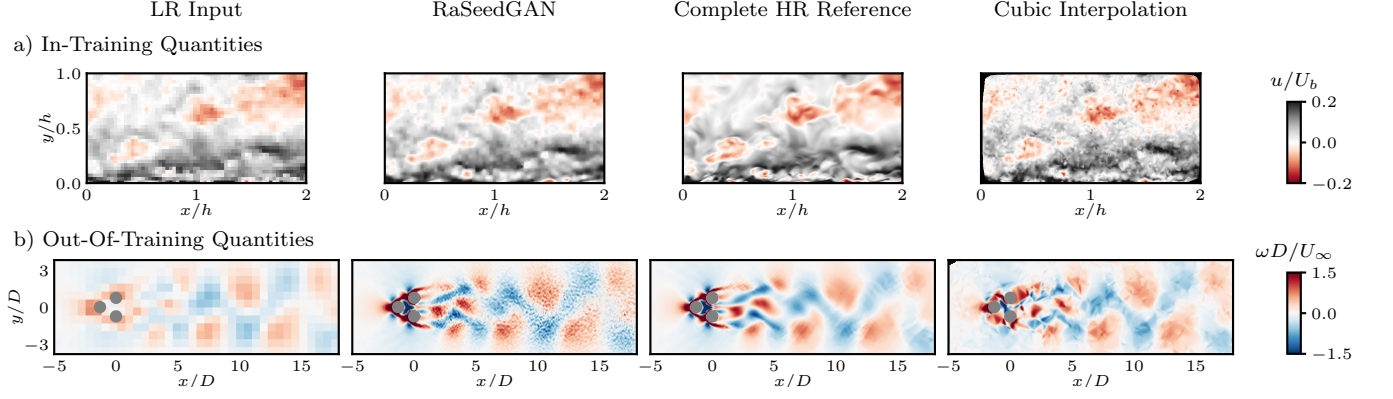 LR Input RaSeedGAN Complete HR Reference Cubic Interpolation
a) In-Training Quantities
1.0
0.5
0.0
y/h
0 1 2
x/h
0 1 2
x/h
0 1 2
x/h
0 1 2
x/h
u/U_b
0.2
0.0
−0.2
b) Out-Of-Training Quantities
3
0
−3
y/D
−5 0 5 10 15
x/D
−5 0 5 10 15
x/D
−5 0 5 10 15
x/D
−5 0 5 10 15
x/D
ωD/U∞
1.5
0.0
−1.5